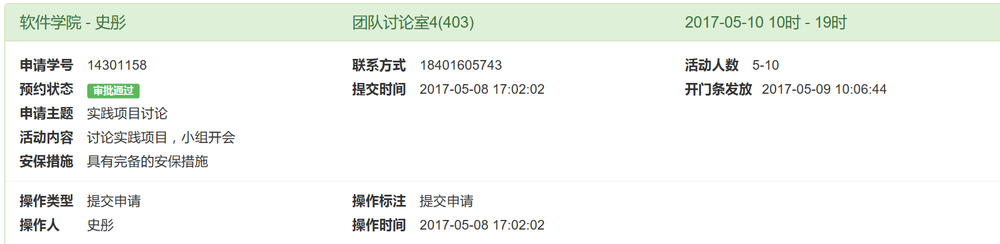 软件学院 - 史彤 团队讨论室4(403) 2017-05-10 10时 - 19时
申请学号 14301158 联系方式 18401605743 活动人数 5-10
预约状态 审批通过 提交时间 2017-05-08 17:02:02 开门条发放 2017-05-09 10:06:44
申请主题 实践项目讨论
活动内容 讨论实践项目，小组开会
安保措施 具有完备的安保措施
操作类型 提交申请 操作标注 提交申请
操作人 史彤 操作时间 2017-05-08 17:02:02